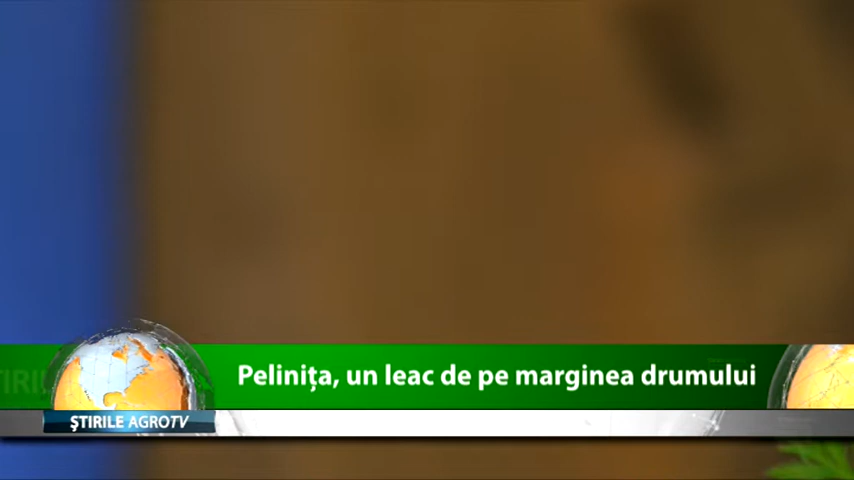 Pelinița, un leac de pe marginea drumului
ȘTIRILE AGROTV